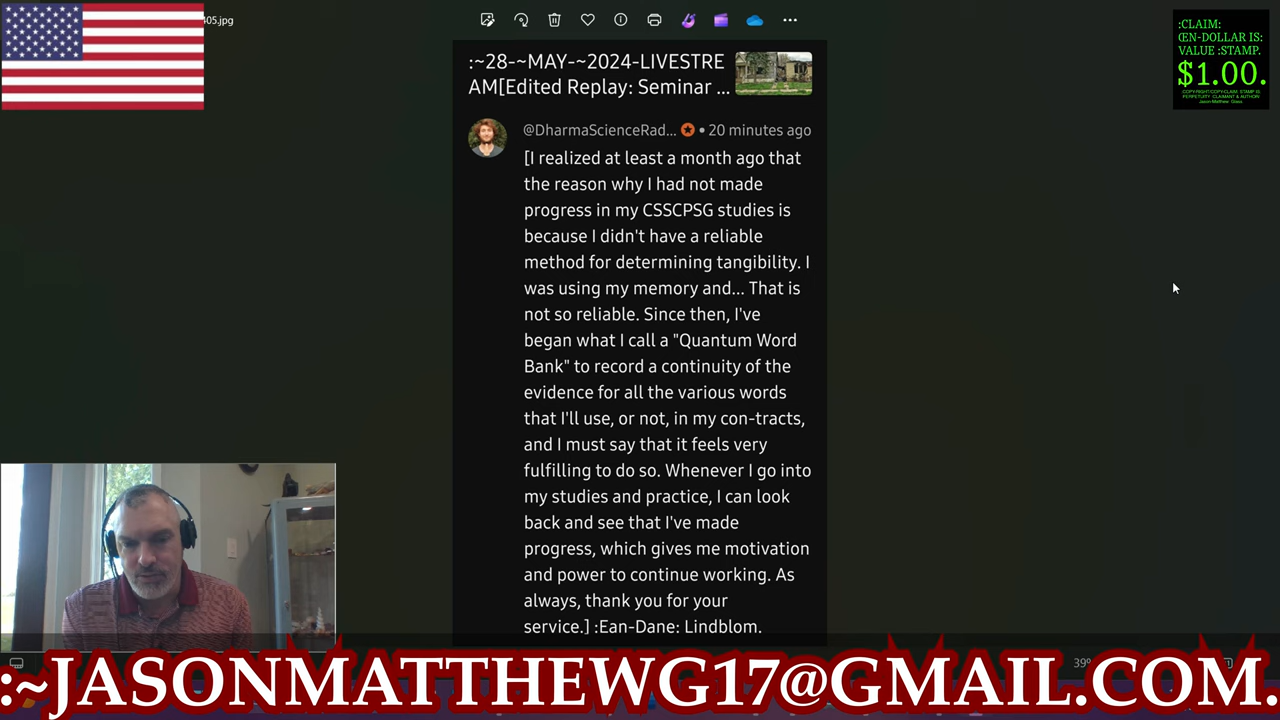 405.jpg
:CLAIM:
(EN-DOLLAR IS:
VALUE :STAMP.
$1.00.
Jason-Matthew: Glass
:~28-~MAY-~2024-LIVESTRE
AM[Edited Replay: Seminar ...
@DharmaScienceRad... • 20 minutes ago
[I realized at least a month ago that
the reason why I had not made
progress in my CSSCPSG studies is
because I didn't have a reliable
method for determining tangibility. I
was using my memory and... That is
not so reliable. Since then, I've
began what I call a "Quantum Word
Bank" to record a continuity of the
evidence for all the various words
that I'll use, or not, in my con-tracts,
and I must say that it feels very
fulfilling to do so. Whenever I go into
my studies and practice, I can look
back and see that I've made
progress, which gives me motivation
and power to continue working. As
always, thank you for your
service.] :Ean-Dane: Lindblom.
39%
:~JASONMATTHEWG17@GMAIL.COM.